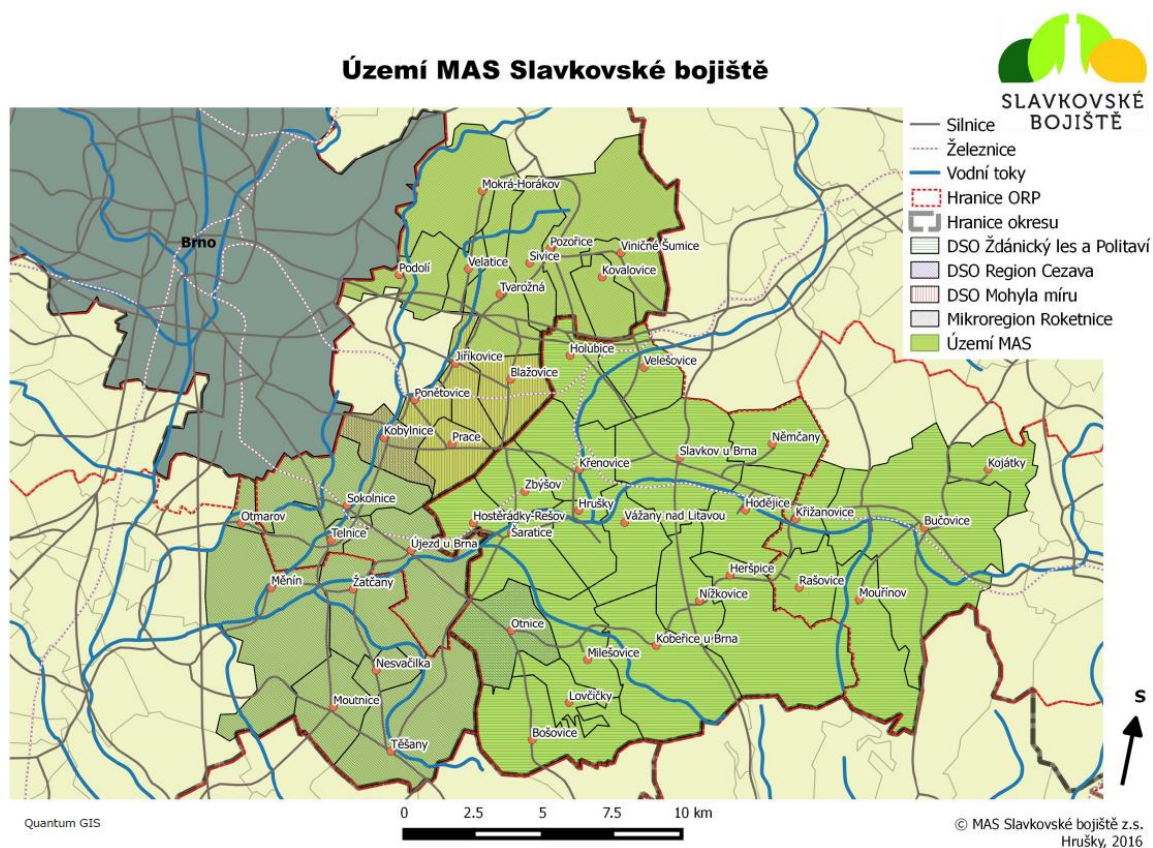 Území MAS Slavkovské bojiště
SLAVKOVSKÉ
BOJIŠTĚ
Silnice
Železnice
Vodní toky
Hranice ORP
Hranice okresu
DSO Ždánický les a Politaví
DSO Region Cezava
DSO Mohyla míru
Mikroregion Roketnice
Území MAS
Mokrá-Horákov
Brno
Pozořice
Viničné Šumice
Sivice
Velatice
Podolí
Kovalovice
Tvarožná
Holubice
Jiříkovice
Velešovice
Blažovice
Ponětovice
Kobylnice
Prace
Němčany
Slavkov u Brna
Křenovice
Kojátky
Zbýšov
Sokolnice
Hrušky
Hodějice
Otmarov
Hostěrádky-Rešov
Vážany nad Litavou
Křižanovice
Bučovice
Telnice
Šaratice
Újezd u Brna
Heršpice
Měnín
Žatčany
Rašovice
Nížkovice
Mouřínov
Otnice
Kobeřice u Brna
Milešovice
Nesvačilka
Lovčičky
Moutnice
Bošovice
Těšany
S
0 2.5 5 7.5 10 km
Quantum GIS
© MAS Slavkovské bojiště z.s.
Hrušky, 2016